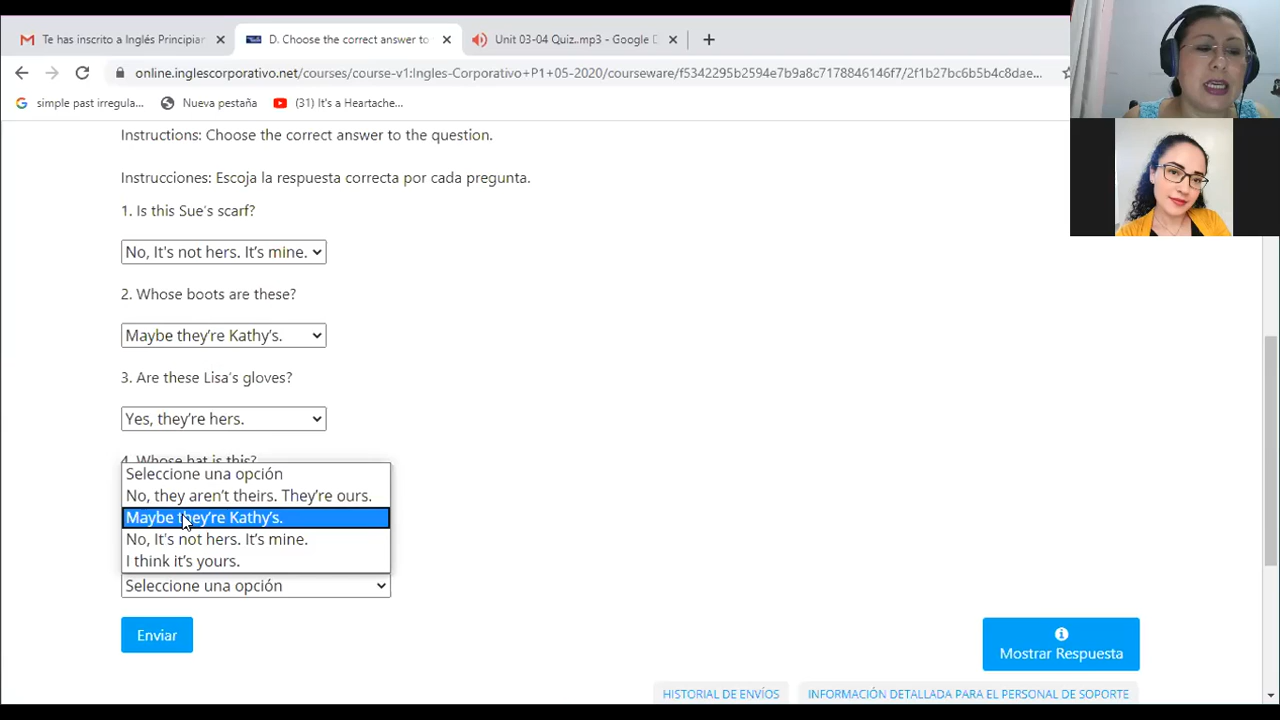 Te has inscrito a Inglés Principiar
D. Choose the correct answer to
Unit 03-04 Quiz..mp3 - Google D
online.inglescorporativo.net/courses/course-v1:Ingles-Corporativo+P1+05-2020/courseware/f5342295b2594e7b9a8c7178846146f7/2f1b27bc6b5b4c8dae...
simple past irregula...
Nueva pestaña
(31) It's a Heartache...
Instructions: Choose the correct answer to the question.
Instrucciones: Escoja la respuesta correcta por cada pregunta.
1. Is this Sue's scarf?
No, It's not hers. It's mine.
2. Whose boots are these?
Maybe they're Kathy's.
3. Are these Lisa's gloves?
Yes, they're hers.
4. Whose hat is this?
Seleccione una opción
No, they aren't theirs. They're ours.
Maybe they're Kathy's.
No, It's not hers. It's mine.
I think it's yours.
Seleccione una opción
Enviar
Mostrar Respuesta
HISTORIAL DE ENVÍOS
INFORMACIÓN DETALLADA PARA EL PERSONAL DE SOPORTE